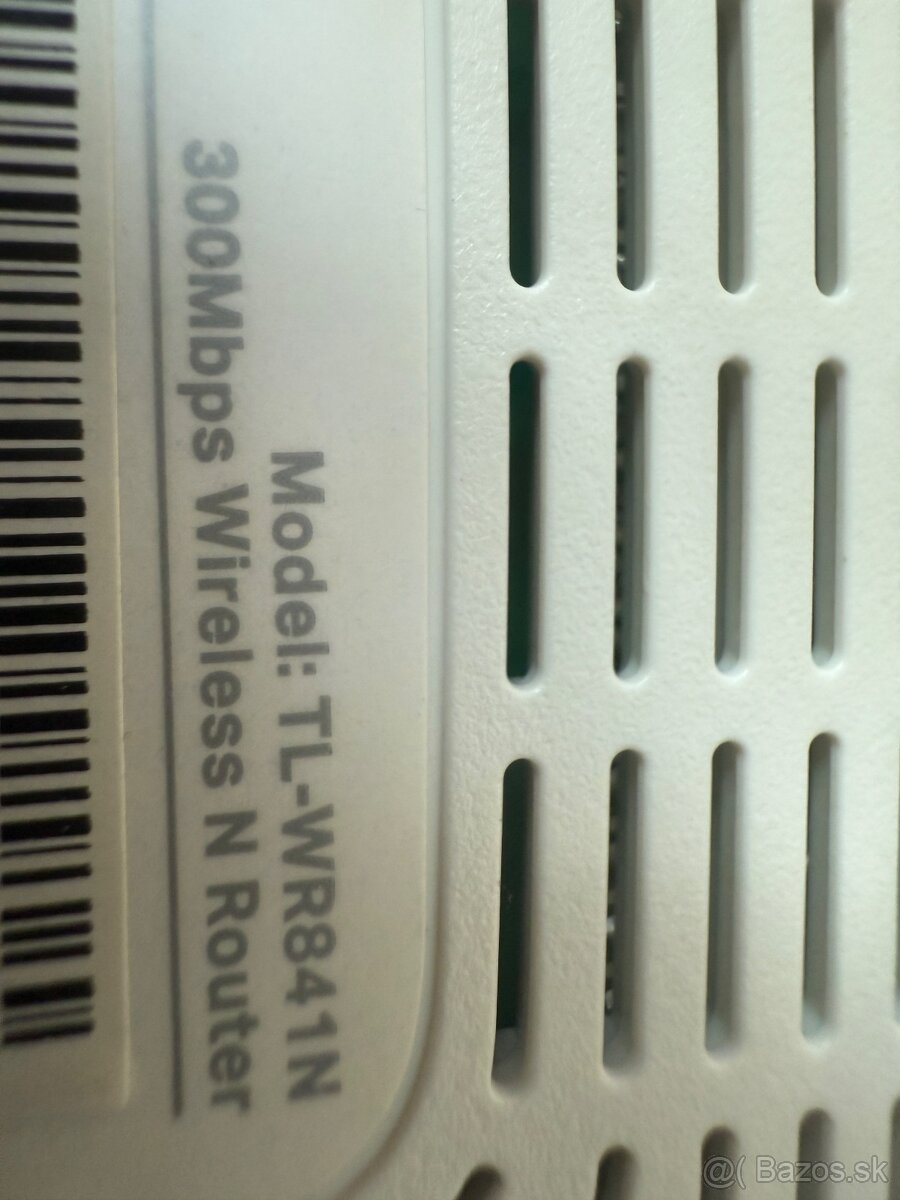 300Mbps Wireless N Router
Model: TL-WR841N
@( Bazos.sk